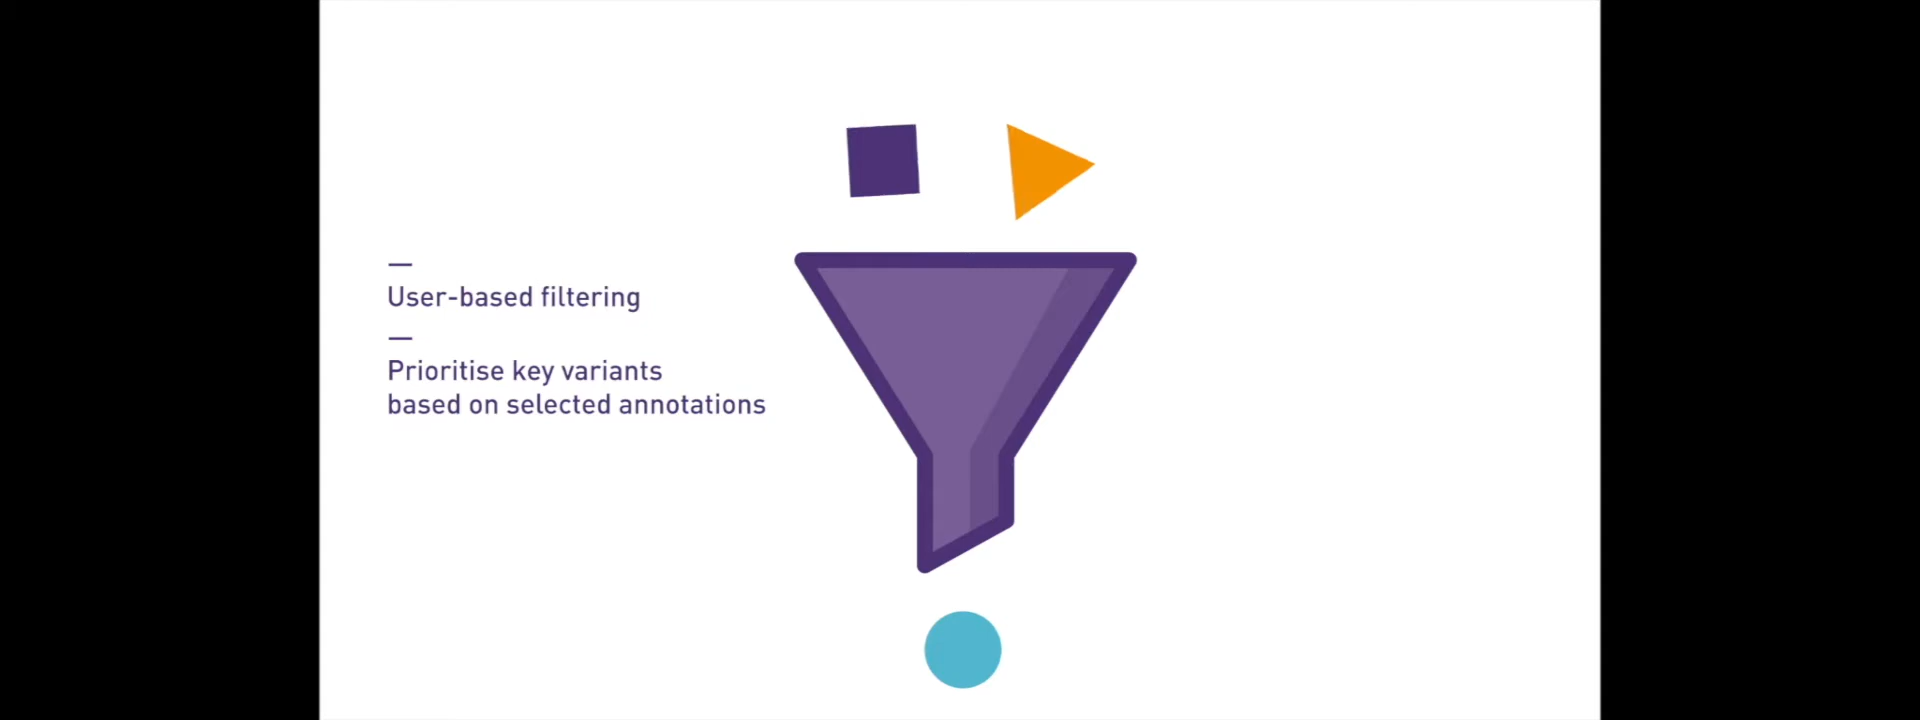 User-based filtering
Prioritise key variants
based on selected annotations